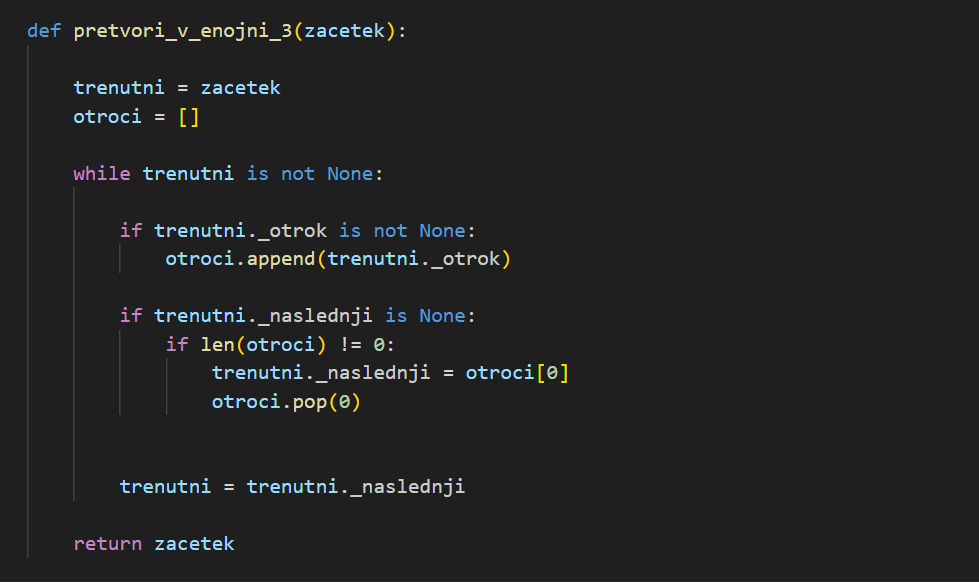 def pretvori_v_enojni_3(zacetek):
    trenutni = zacetek
    otroci = []
    while trenutni is not None:
        if trenutni._otrok is not None:
            otroci.append(trenutni._otrok)
        if trenutni._naslednji is None:
            if len(otroci) != 0:
                trenutni._naslednji = otroci[0]
                otroci.pop(0)
        trenutni = trenutni._naslednji
    return zacetek